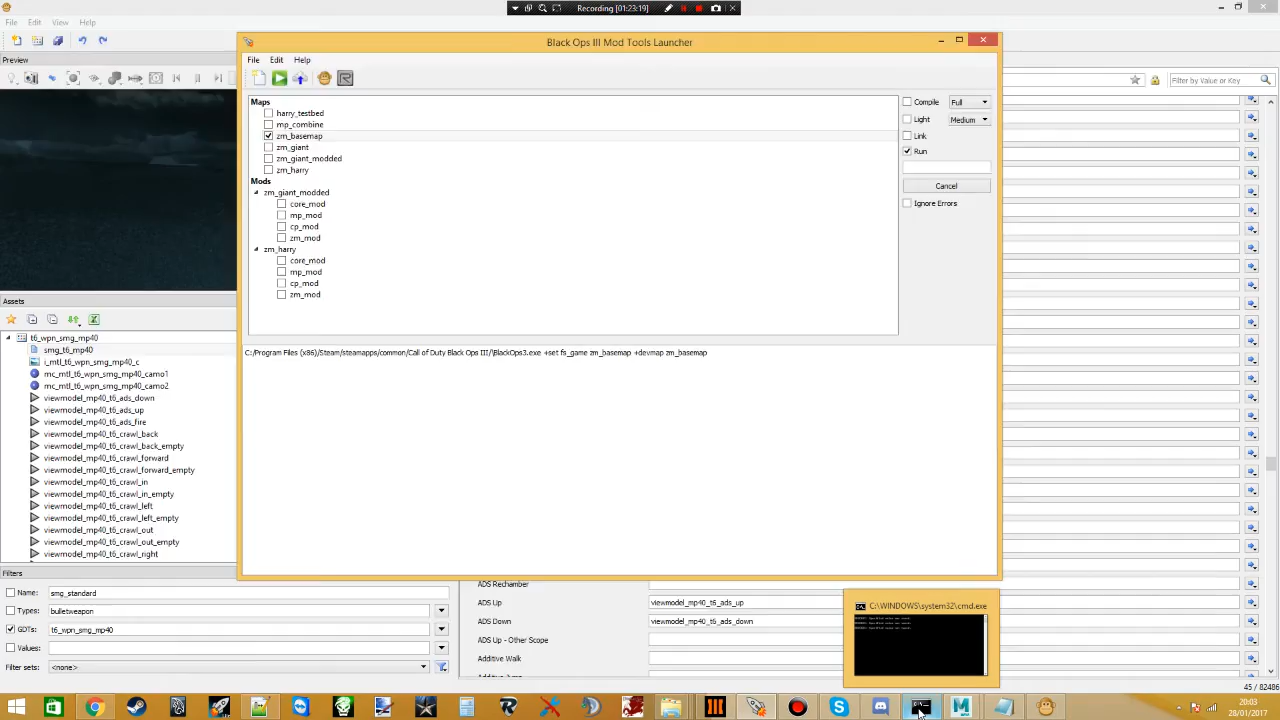 Recording [01:23:19]
File Edit View Help
Preview
Black Ops III Mod Tools Launcher
File Edit Help
Maps
harry_testbed
mp_combine
zm_basemap
zm_giant
zm_giant_modded
zm_harry
Mods
zm_giant_modded
core_mod
mp_mod
cp_mod
zm_mod
zm_harry
core_mod
mp_mod
cp_mod
zm_mod
Compile Full
Light Medium
Link
Run
Cancel
Ignore Errors
Filter by Value or Key
C:/Program Files (x86)/Steam/steamapps/common/Call of Duty Black Ops III/\BlackOps3.exe +set fs_game zm_basemap +devmap zm_basemap
Assets
t6_wpn_smg_mp40
smg_t6_mp40
i_mtl_t6_wpn_smg_mp40_c
mc_mtl_t6_wpn_smg_mp40_camo1
mc_mtl_t6_wpn_smg_mp40_camo2
viewmodel_mp40_t6_ads_down
viewmodel_mp40_t6_ads_up
viewmodel_mp40_t6_ads_fire
viewmodel_mp40_t6_crawl_back
viewmodel_mp40_t6_crawl_back_empty
viewmodel_mp40_t6_crawl_forward
viewmodel_mp40_t6_crawl_forward_empty
viewmodel_mp40_t6_crawl_in
viewmodel_mp40_t6_crawl_in_empty
viewmodel_mp40_t6_crawl_left
viewmodel_mp40_t6_crawl_left_empty
viewmodel_mp40_t6_crawl_out
viewmodel_mp40_t6_crawl_out_empty
viewmodel_mp40_t6_crawl_right
Filters
Name: smg_standard
Types: bulletweapon
GDTs: t6_wpn_smg_mp40
Values:
Filter sets: <none>
ADS Rechamber
ADS Up viewmodel_mp40_t6_ads_up
ADS Down viewmodel_mp40_t6_ads_down
ADS Up - Other Scope
Additive Walk
Additive Jump
C:\WINDOWS\system32\cmd.exe
45 / 82486
20:03
28/01/2017